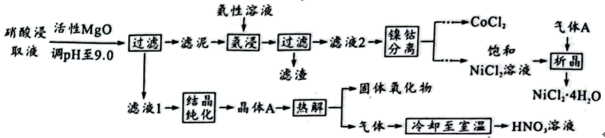 氨性溶液
硝酸浸 活性MgO 过滤 滤泥 氨浸 过滤 滤液2 镍钴 CoCl₂ 气体A
取液 调pH至9.0 分离 饱和
滤渣 NiCl₂溶液 析晶
NiCl₂·4H₂O
滤液1 结晶 晶体A 热解 固体氧化物
纯化
气体 冷却至室温 HNO₃溶液